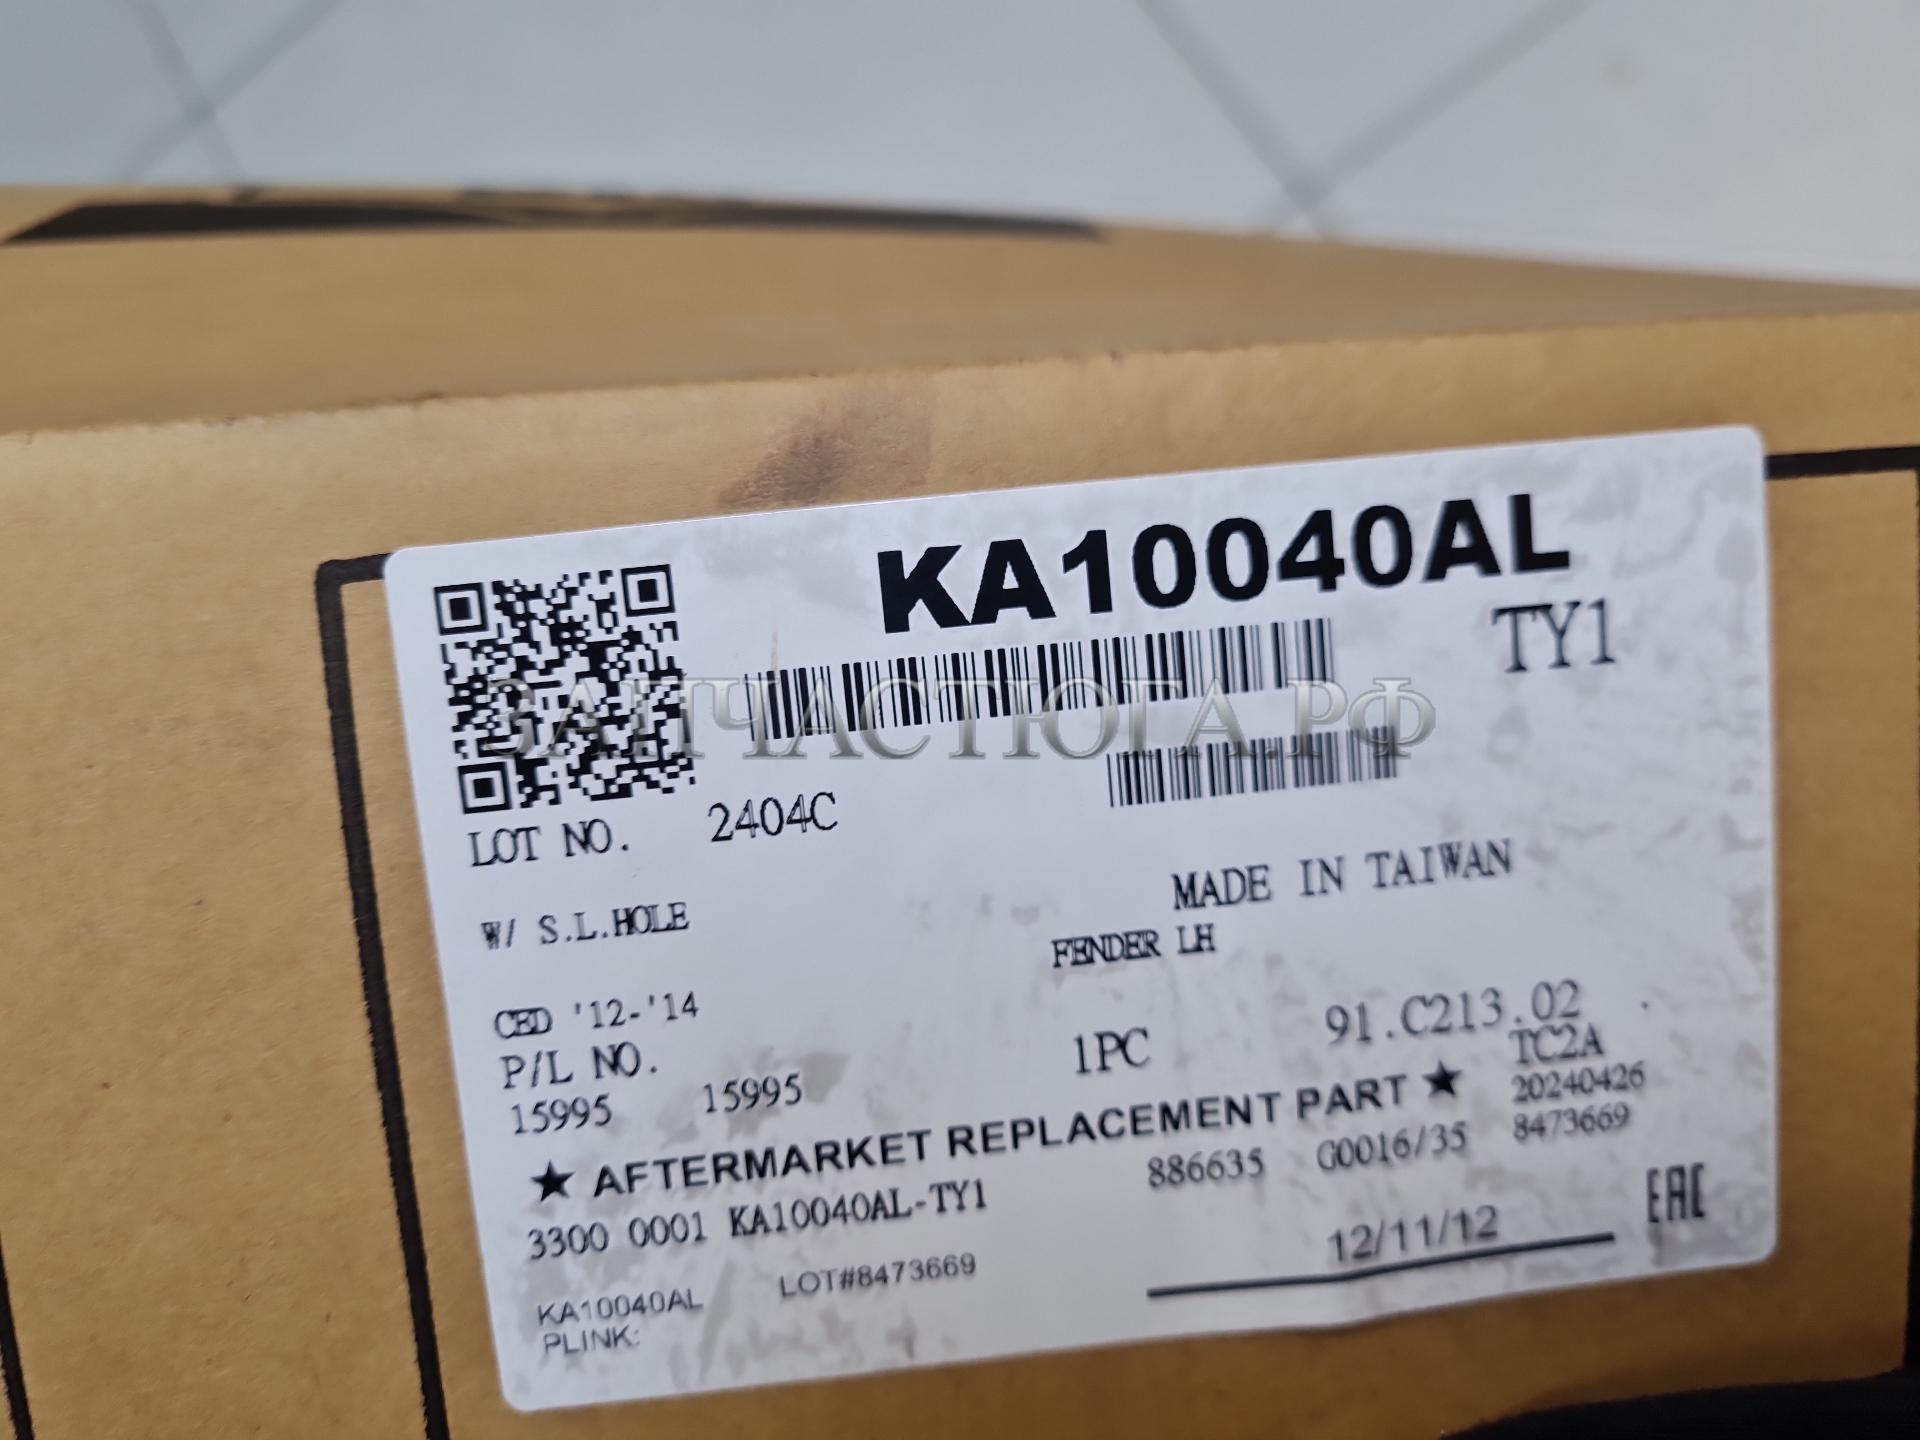 KA10040AL
TY1
ЗАПЧАСТЮГА.РФ
LOT NO. 2404C
MADE IN TAIWAN
W/ S.L.HOLE
FENDER LH
CED '12-'14
91.C213.02
P/L NO.
1PC
TC2A
15995 15995
20240426
★ AFTERMARKET REPLACEMENT PART ★
8473669
3300 0001 KA10040AL-TY1 886635 G0016/35
EAC
12/11/12
KA10040AL LOT#8473669
PLINK: